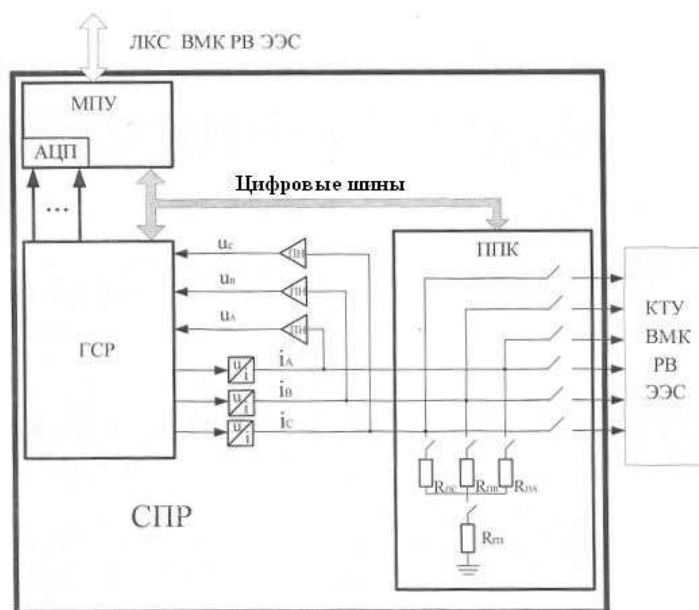 ЛКС ВМК РВ ЭЭС
МПУ
АЦП
...
Цифровые шины
ППК
ГСР
uC
uB
uA
ПН
ПН
ПН
u
i
u
i
u
i
iA
iB
iC
КТУ
ВМК
РВ
ЭЭС
RПС
RПВ
RПА
СПР